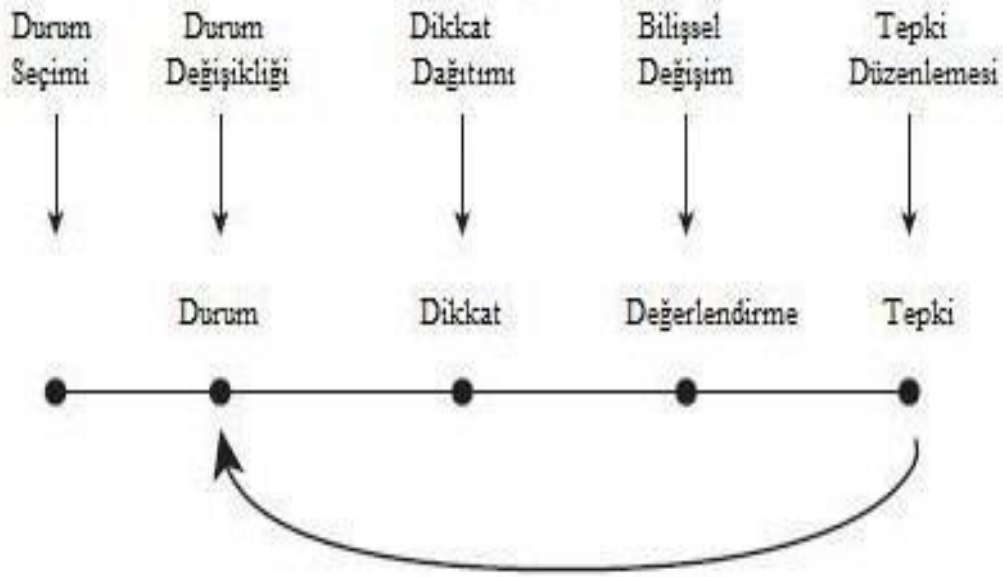 Durum Seçimi
Durum Değişikliği
Dikkat Dağıtımı
Bilişsel Değişim
Tepki Düzenlemesi
Durum
Dikkat
Değerlendirme
Tepki